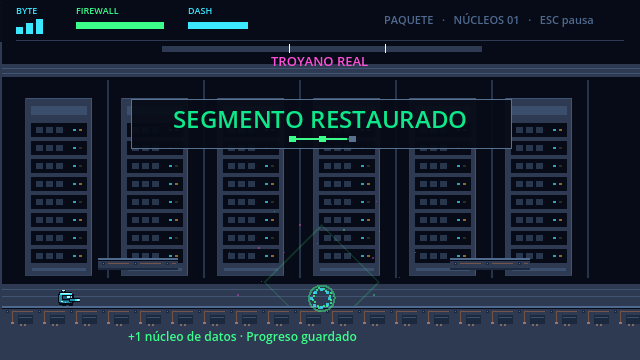 BYTE
FIREWALL
DASH
PAQUETE · NÚCLEOS 01 · ESC pausa
TROYANO REAL
SEGMENTO RESTAURADO
+1 núcleo de datos · Progreso guardado